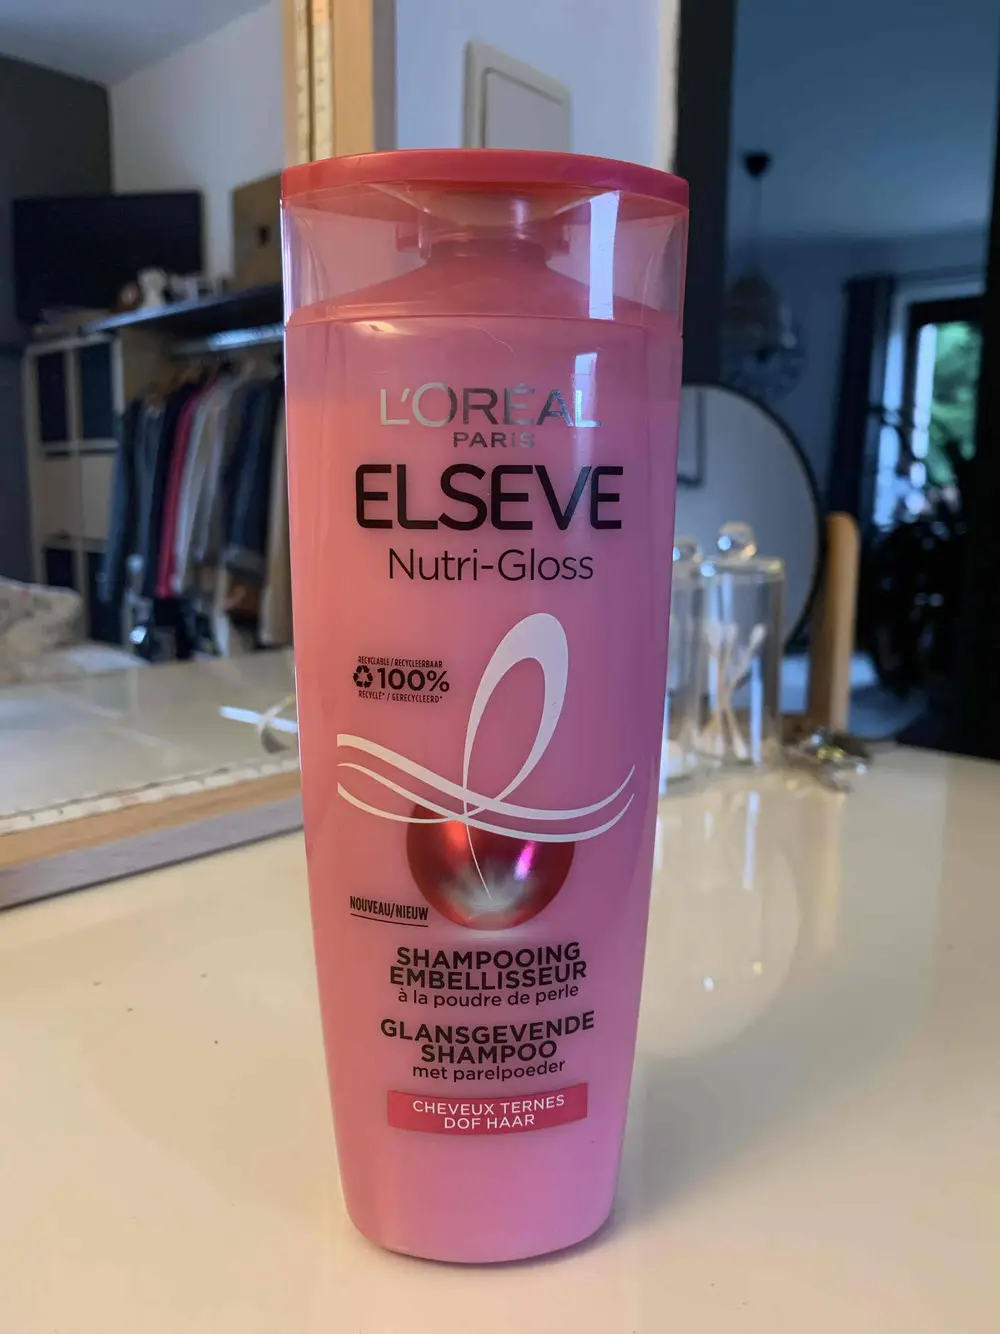 L'ORÉAL
PARIS
ELSEVE
Nutri-Gloss
RECYCLABLE / RECYCLEERBAAR
100%
RECYCLÉ* / GERECYCLEERD*
NOUVEAU/NIEUW
SHAMPOOING
EMBELLISSEUR
à la poudre de perle
GLANSGEVENDE
SHAMPOO
met parelpoeder
CHEVEUX TERNES
DOF HAAR